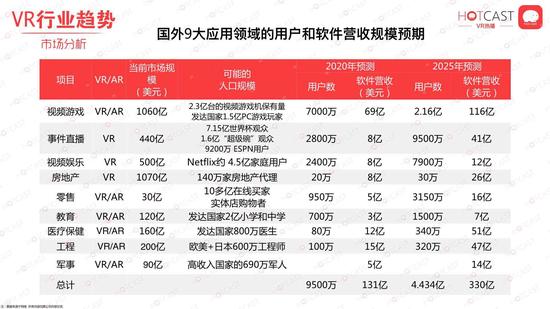 VR行业趋势
市场分析
HOTCAST
VR热播
国外9大应用领域的用户和软件营收规模预期
项目 VR/AR 当前市场规模（美元） 可能的人口规模 2020年预测 2025年预测
用户数 软件营收（美元） 用户数 软件营收（美元）
视频游戏 VR/AR 1060亿 2.3亿台的视频游戏机保有量 7000万 69亿 2.16亿 116亿
发达国家1.5亿PC游戏玩家
事件直播 VR 440亿 7.15亿世界杯观众 2800万 8亿 9500万 41亿
1.6亿“超级碗”观众
9200万 ESPN用户
视频娱乐 VR 500亿 Netflix约 4.5亿家庭用户 2400万 8亿 7900万 12亿
房地产 VR 1070亿 140万家房地产代理 20万 8亿 30万 26亿
零售 VR/AR 30亿 10多亿在线买家 950万 5亿 3150万 16亿
实体店购物者
教育 VR/AR 120亿 发达国家2亿小学和中学 700万 3亿 1500万 7亿
医疗保健 VR/AR 160亿 发达国家800万医生 80万 12亿 340万 51亿
工程 VR/AR 200亿 欧美+日本600万工程师 100万 15亿 320万 47亿
军事 VR/AR 90亿 高收入国家的690万军人 5亿 14亿
总计 9500万 131亿 4.434亿 330亿